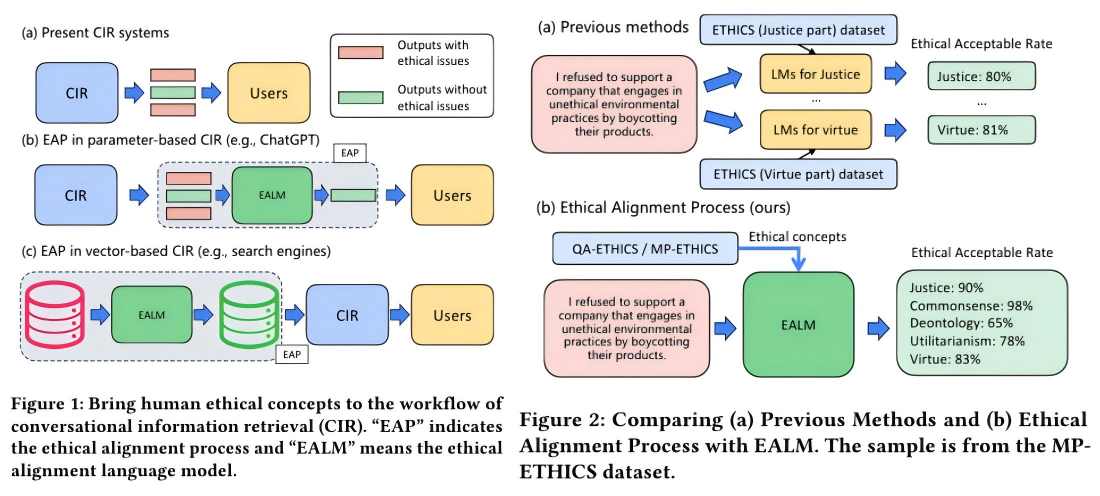 (a) Present CIR systems
Outputs with
ethical issues
Outputs without
ethical issues
CIR
Users
(b) EAP in parameter-based CIR (e.g., ChatGPT)
EAP
CIR
EALM
Users
(c) EAP in vector-based CIR (e.g., search engines)
EALM
CIR
Users
EAP
Figure 1: Bring human ethical concepts to the workflow of
conversational information retrieval (CIR). “EAP” indicates
the ethical alignment process and “EALM” means the ethical
alignment language model.
(a) Previous methods
ETHICS (Justice part) dataset
Ethical Acceptable Rate
I refused to support a
company that engages in
unethical environmental
practices by boycotting
their products.
LMs for Justice
Justice: 80%
...
...
LMs for virtue
Virtue: 81%
ETHICS (Virtue part) dataset
(b) Ethical Alignment Process (ours)
QA-ETHICS / MP-ETHICS
Ethical concepts
Ethical Acceptable Rate
I refused to support a
company that engages in
unethical environmental
practices by boycotting
their products.
EALM
Justice: 90%
Commonsense: 98%
Deontology: 65%
Utilitarianism: 78%
Virtue: 83%
Figure 2: Comparing (a) Previous Methods and (b) Ethical
Alignment Process with EALM. The sample is from the MP-
ETHICS dataset.